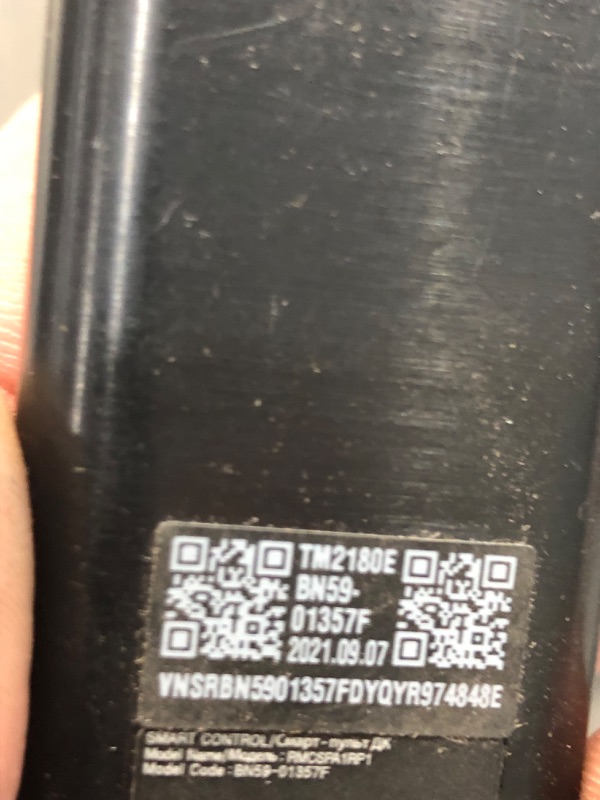 TM2180E
BN59-
01357F
2021.09.07
VNSRBN5901357FDYQYR974848E
SMART CONTROL/Смарт-пульт ДК
Model Name/Модель: RMCSPA1RP1
Model Code : BN59-01357F